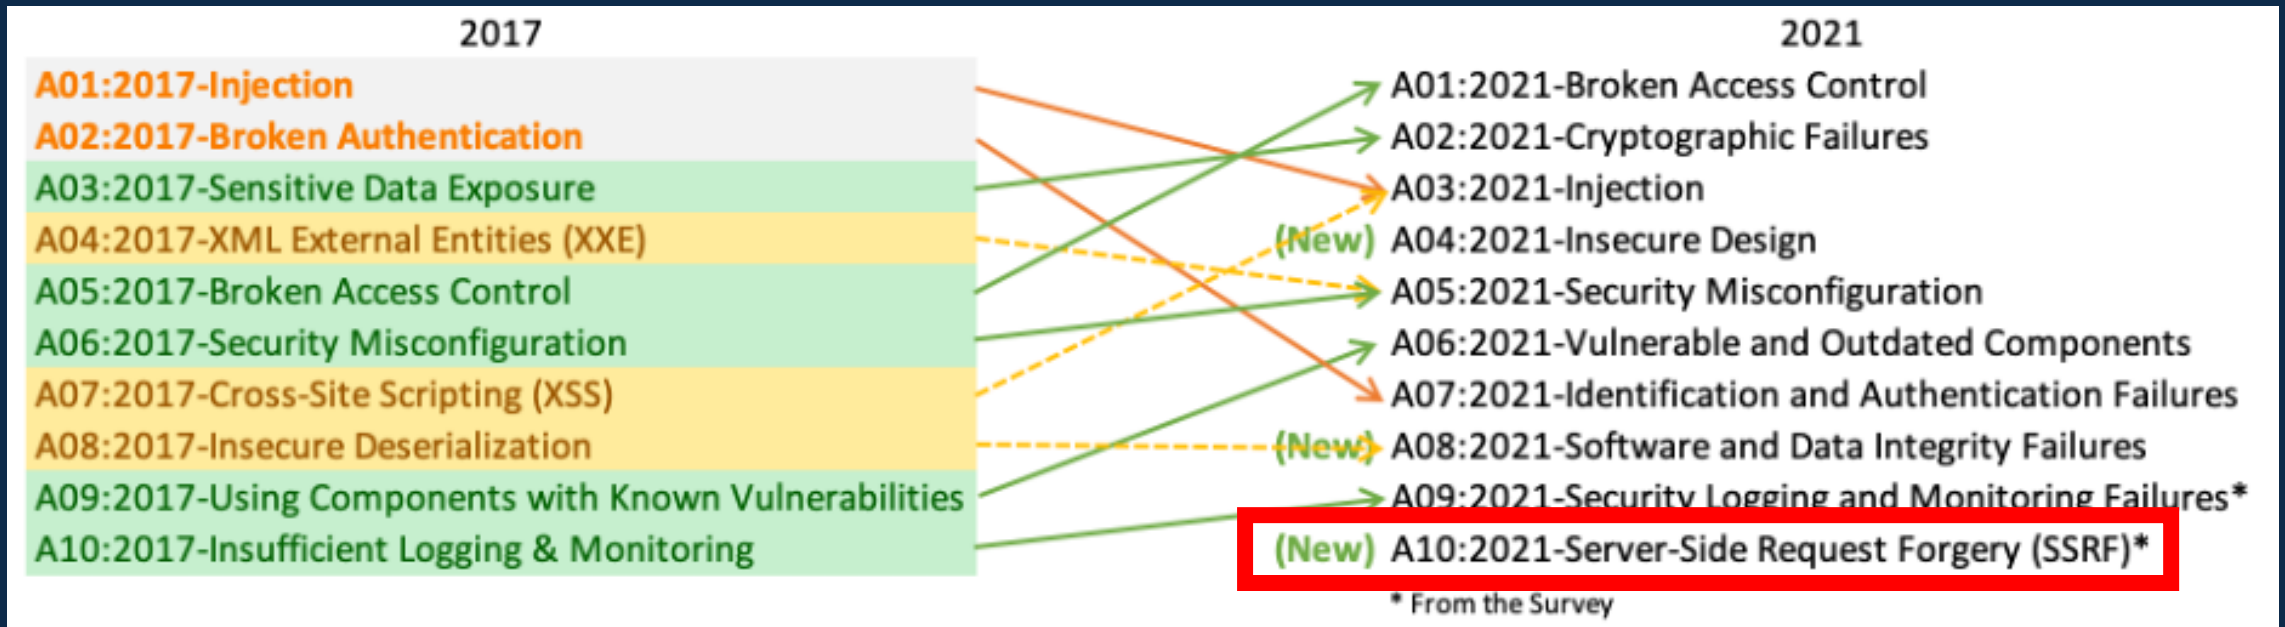 2017
A01:2017-Injection
A02:2017-Broken Authentication
A03:2017-Sensitive Data Exposure
A04:2017-XML External Entities (XXE)
A05:2017-Broken Access Control
A06:2017-Security Misconfiguration
A07:2017-Cross-Site Scripting (XSS)
A08:2017-Insecure Deserialization
A09:2017-Using Components with Known Vulnerabilities
A10:2017-Insufficient Logging & Monitoring
2021
A01:2021-Broken Access Control
A02:2021-Cryptographic Failures
A03:2021-Injection
(New) A04:2021-Insecure Design
A05:2021-Security Misconfiguration
A06:2021-Vulnerable and Outdated Components
A07:2021-Identification and Authentication Failures
(New) A08:2021-Software and Data Integrity Failures
A09:2021-Security Logging and Monitoring Failures*
(New) A10:2021-Server-Side Request Forgery (SSRF)*
* From the Survey